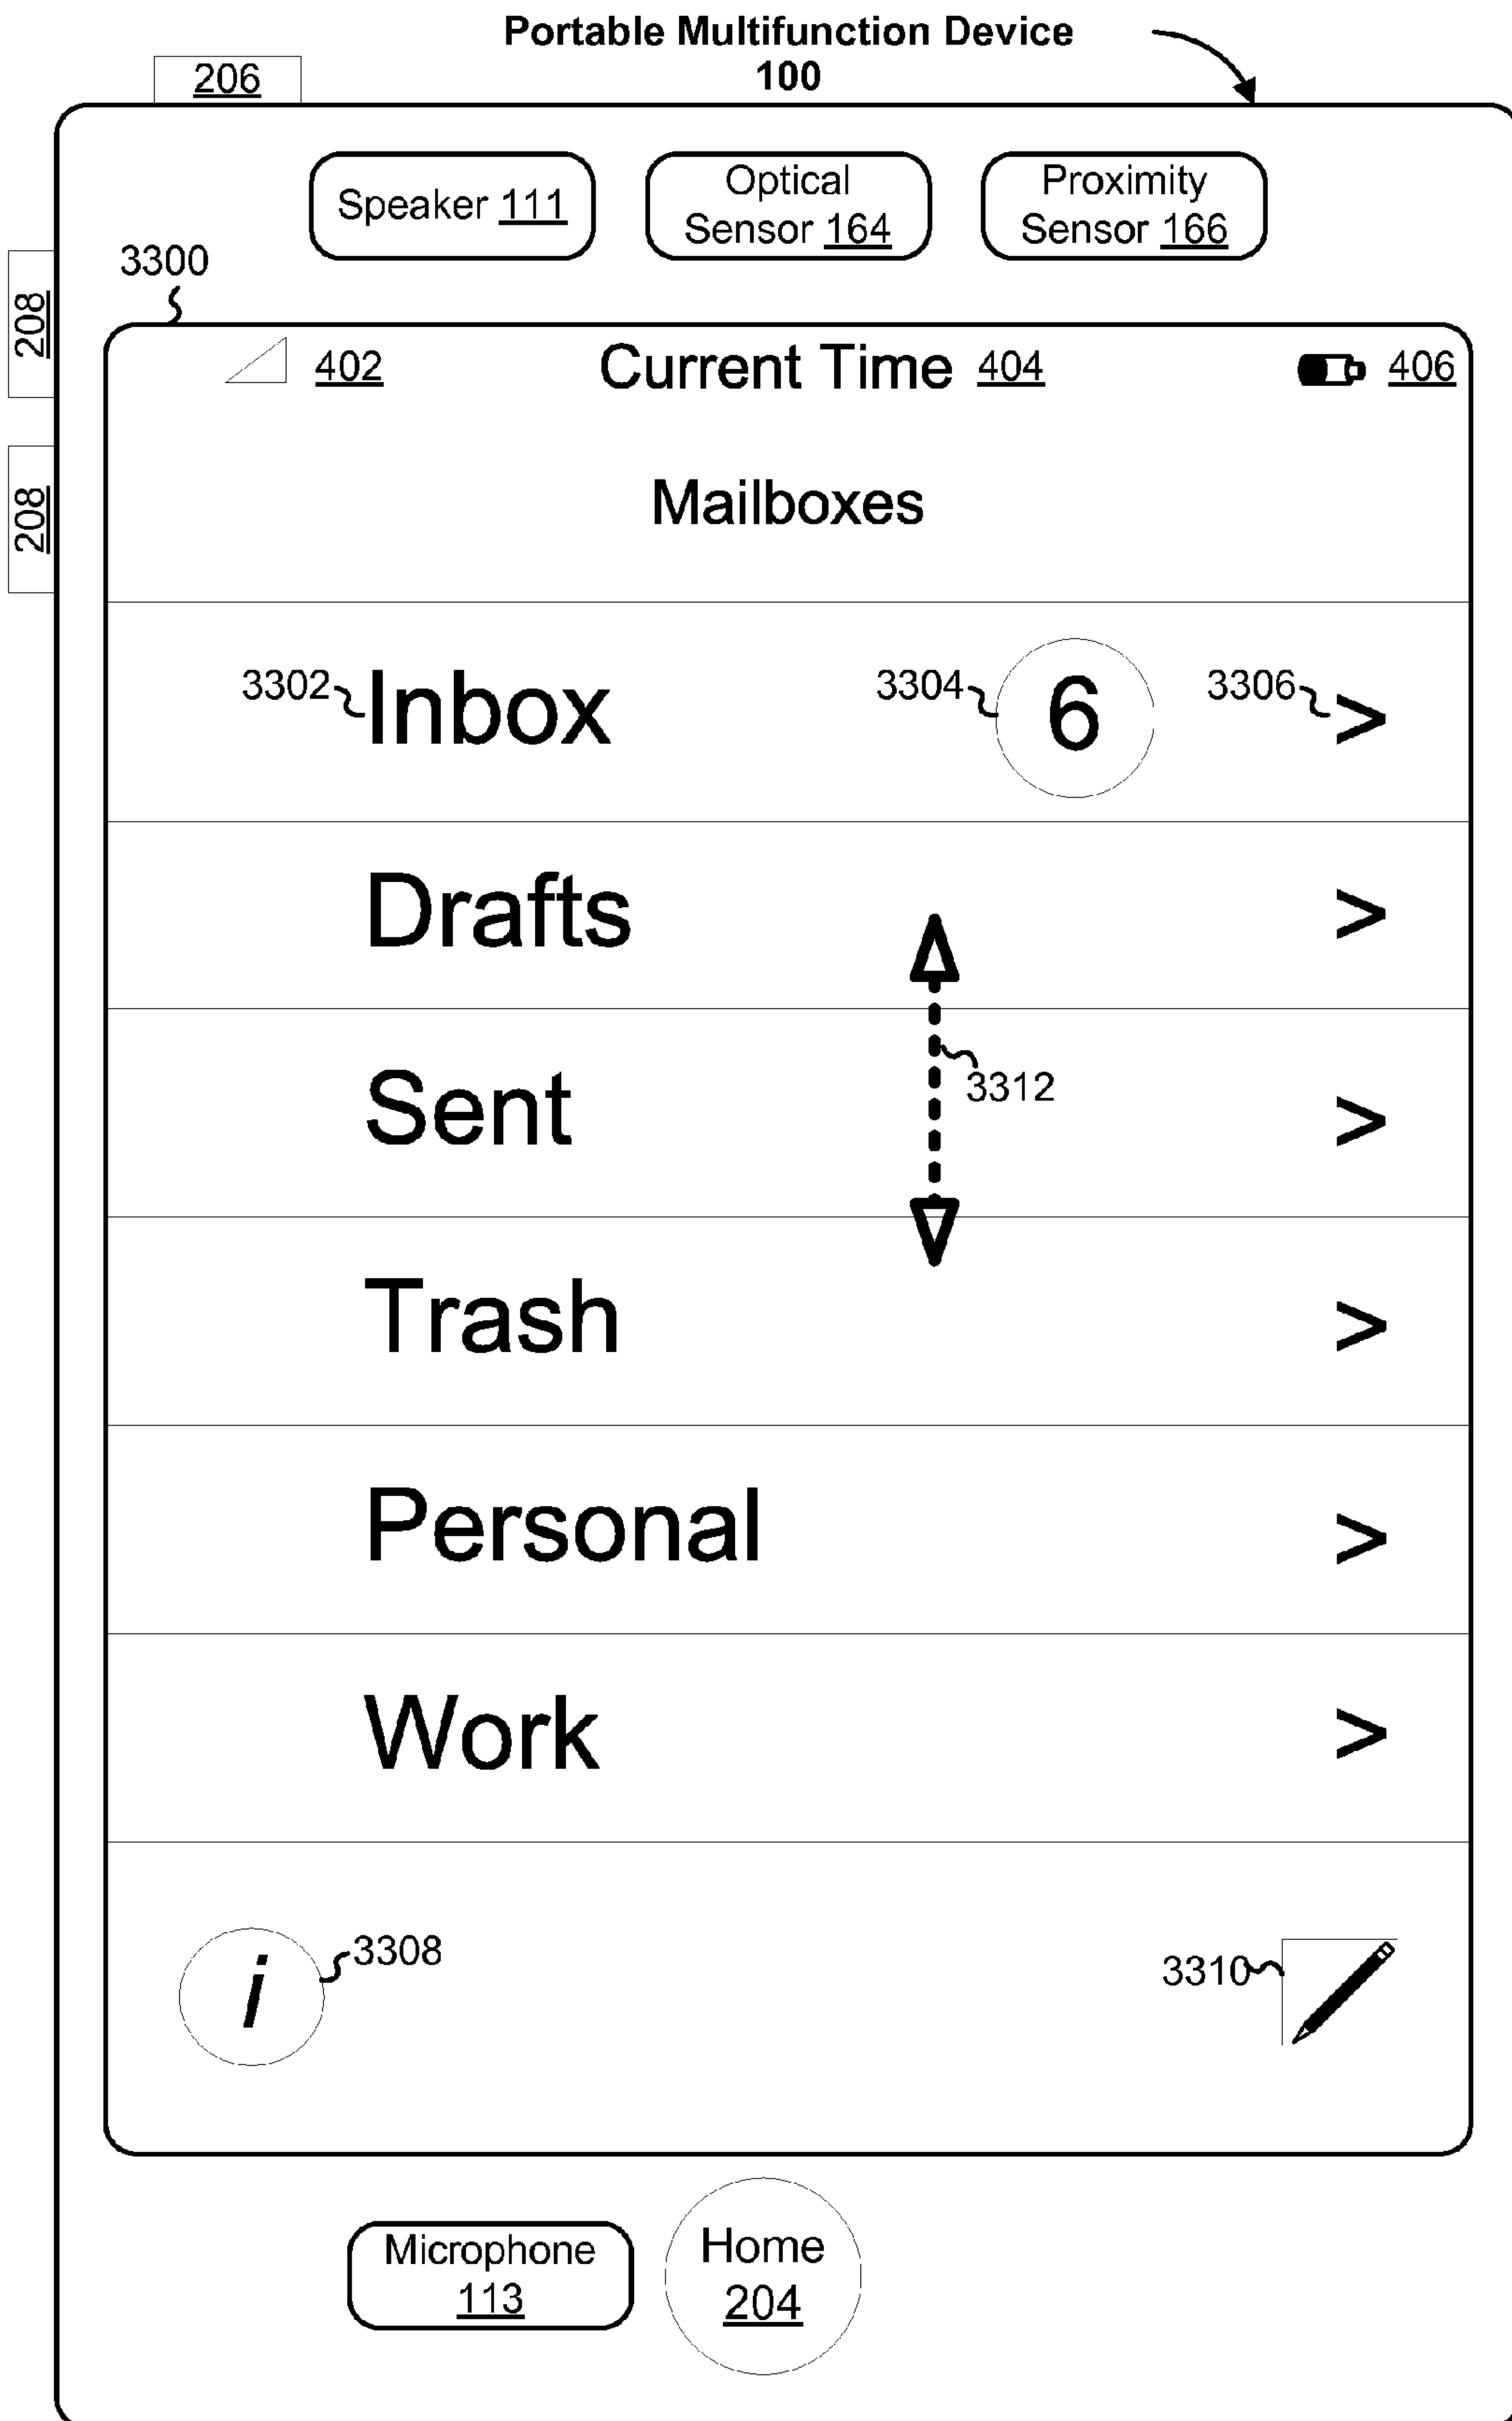 Portable Multifunction Device
100
206
Speaker 111
Optical
Sensor 164
Proximity
Sensor 166
3300
208
208
402
Current Time 404
406
Mailboxes
3302
Inbox
3304
6
3306
>
Drafts
>
Sent
>
3312
Trash
>
Personal
>
Work
>
i
3308
3310
Microphone
113
Home
204